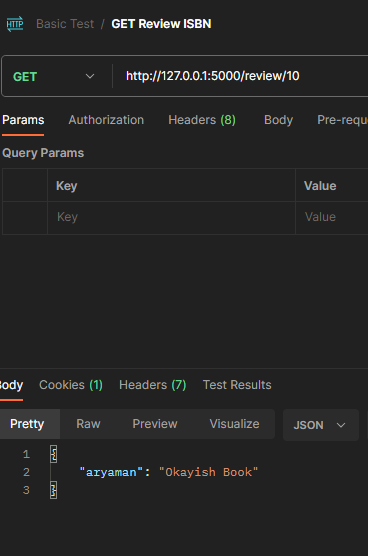 HTTP Basic Test / GET Review ISBN
GET http://127.0.0.1:5000/review/10
Params Authorization Headers (8) Body Pre-requ
Query Params
Key Value
Key Value
Body Cookies (1) Headers (7) Test Results
Pretty Raw Preview Visualize JSON
1 {
2 "aryaman": "Okayish Book"
3 }